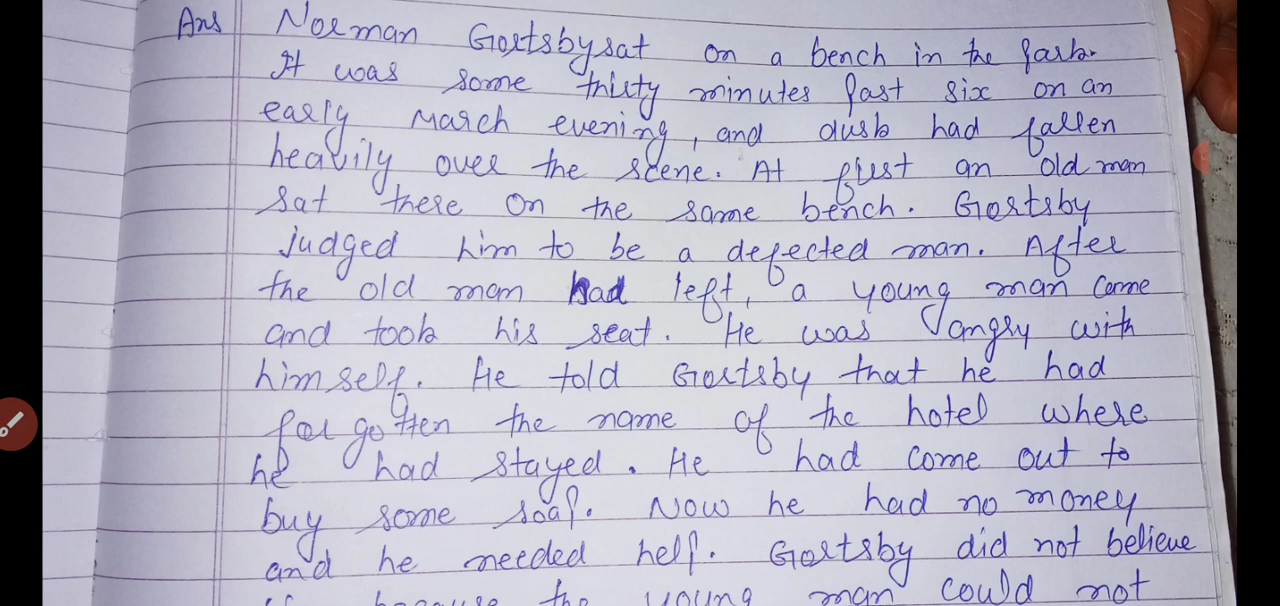 Ans Norman Gortsby sat on a bench in the park.
It was some thirty minutes past six on an
early March evening, and dusk had fallen
heavily over the scene. At first an old man
sat there on the same bench. Gortsby
judged him to be a defected man. After
the old man had left, a young man came
and took his seat. He was angry with
himself. He told Gortsby that he had
forgotten the name of the hotel where
he had stayed. He had come out to
buy some soap. Now he had no money
and he needed help. Gortsby did not believe
because the young man could not